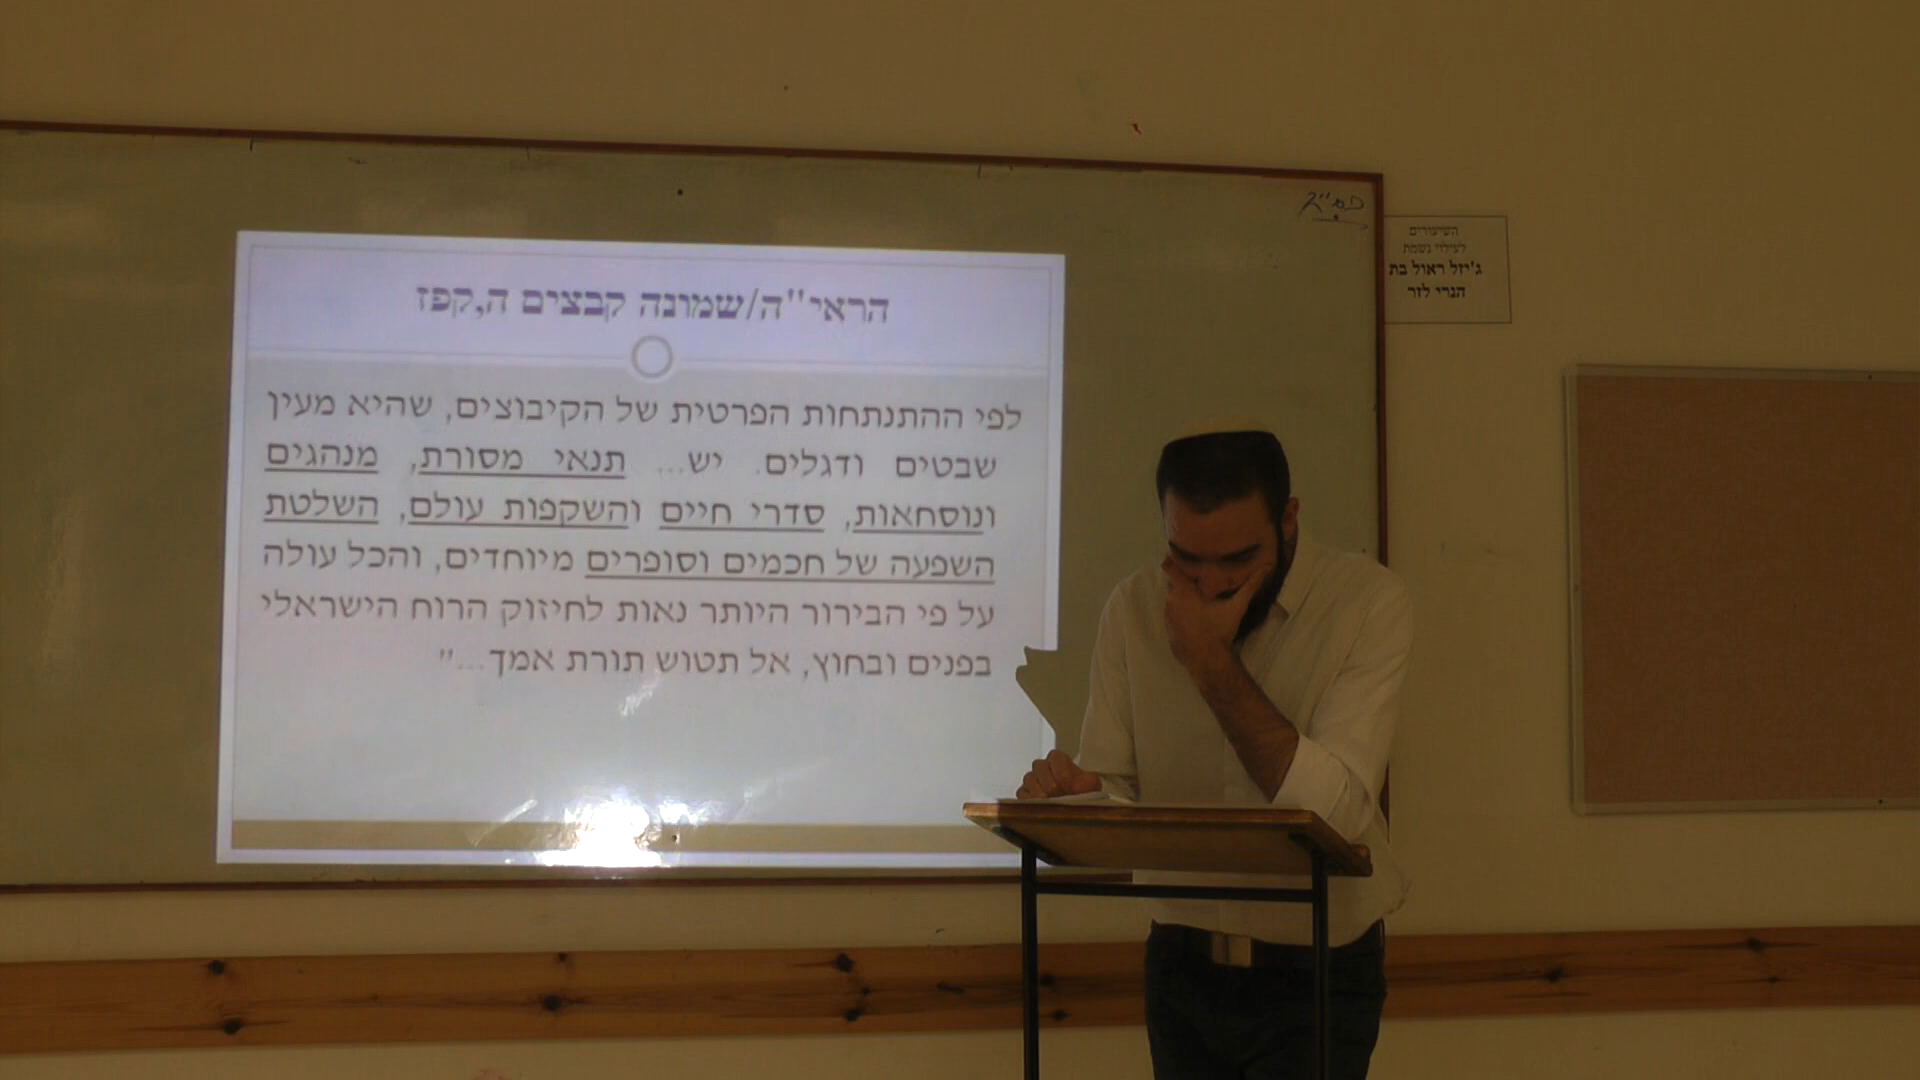 הראי"ה/שמונה קבצים ה,קפז
לפי ההתנתחות הפרטית של הקיבוצים, שהיא מעין
שבטים ודגלים. יש... תנאי מסורת, מנהגים
ונוסחאות, סדרי חיים והשקפות עולם, השלטת
השפעה של חכמים וסופרים מיוחדים, והכל עולה
על פי הבירור היותר נאות לחיזוק הרוח הישראלי
בפנים ובחוץ, אל תטוש תורת אמך..."
בס"ד
השיעורים
לעילוי נשמת
ג'יזל ראול בת
הנרי לזר